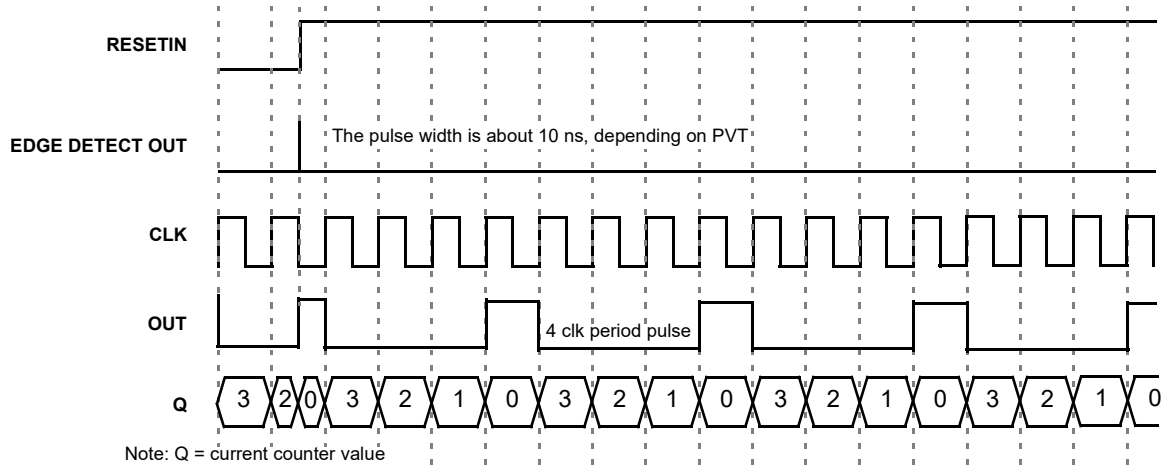 RESETIN
EDGE DETECT OUT
The pulse width is about 10 ns, depending on PVT
CLK
OUT
4 clk period pulse
Q
3 2 0 3 2 1 0 3 2 1 0 3 2 1 0 3 2 1 0
Note: Q = current counter value